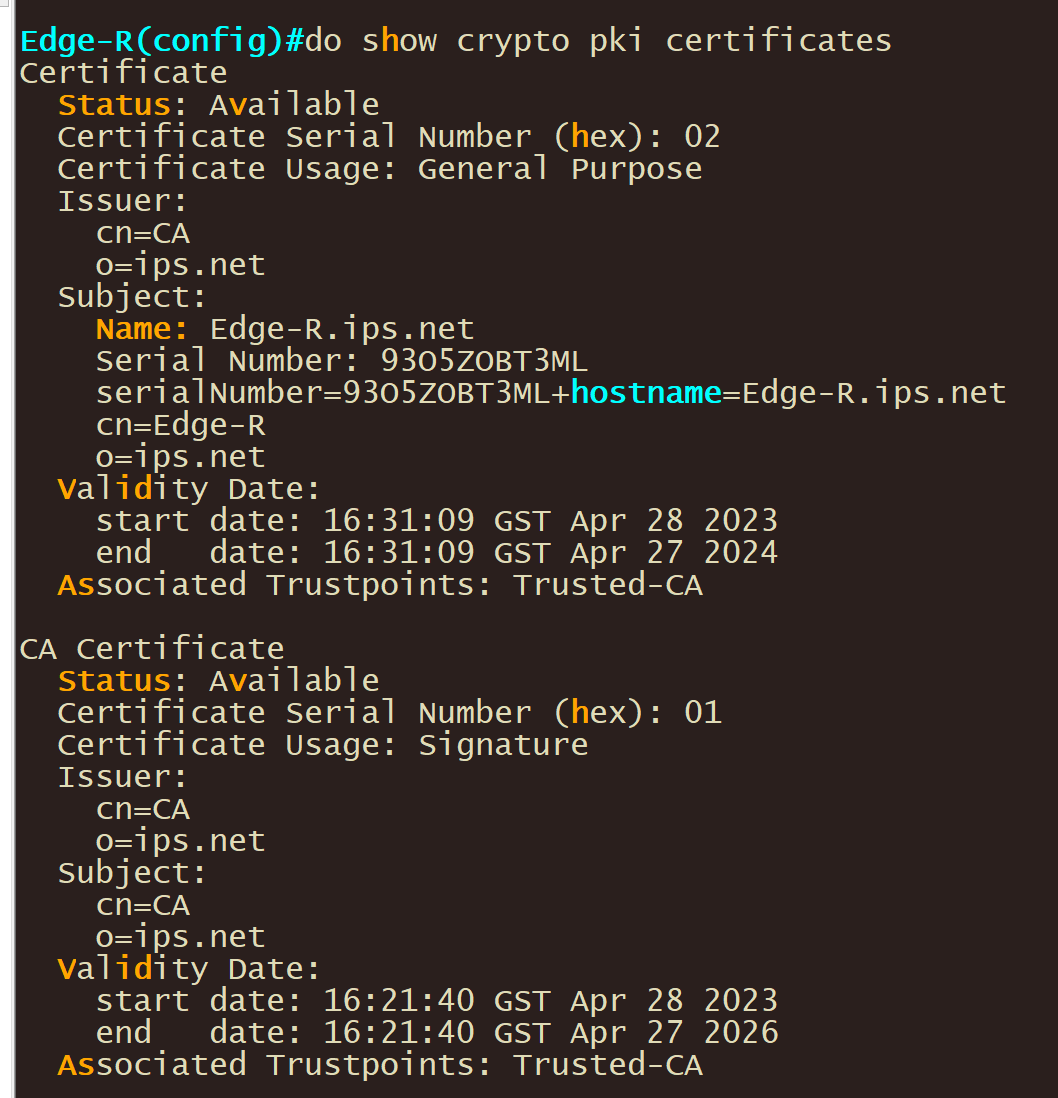 Edge-R(config)#do show crypto pki certificates
Certificate
  Status: Available
  Certificate Serial Number (hex): 02
  Certificate Usage: General Purpose
  Issuer:
    cn=CA
    o=ips.net
  Subject:
    Name: Edge-R.ips.net
    Serial Number: 93O5ZOBT3ML
    serialNumber=93O5ZOBT3ML+hostname=Edge-R.ips.net
    cn=Edge-R
    o=ips.net
  Validity Date:
    start date: 16:31:09 GST Apr 28 2023
    end   date: 16:31:09 GST Apr 27 2024
  Associated Trustpoints: Trusted-CA

CA Certificate
  Status: Available
  Certificate Serial Number (hex): 01
  Certificate Usage: Signature
  Issuer:
    cn=CA
    o=ips.net
  Subject:
    cn=CA
    o=ips.net
  Validity Date:
    start date: 16:21:40 GST Apr 28 2023
    end   date: 16:21:40 GST Apr 27 2026
  Associated Trustpoints: Trusted-CA